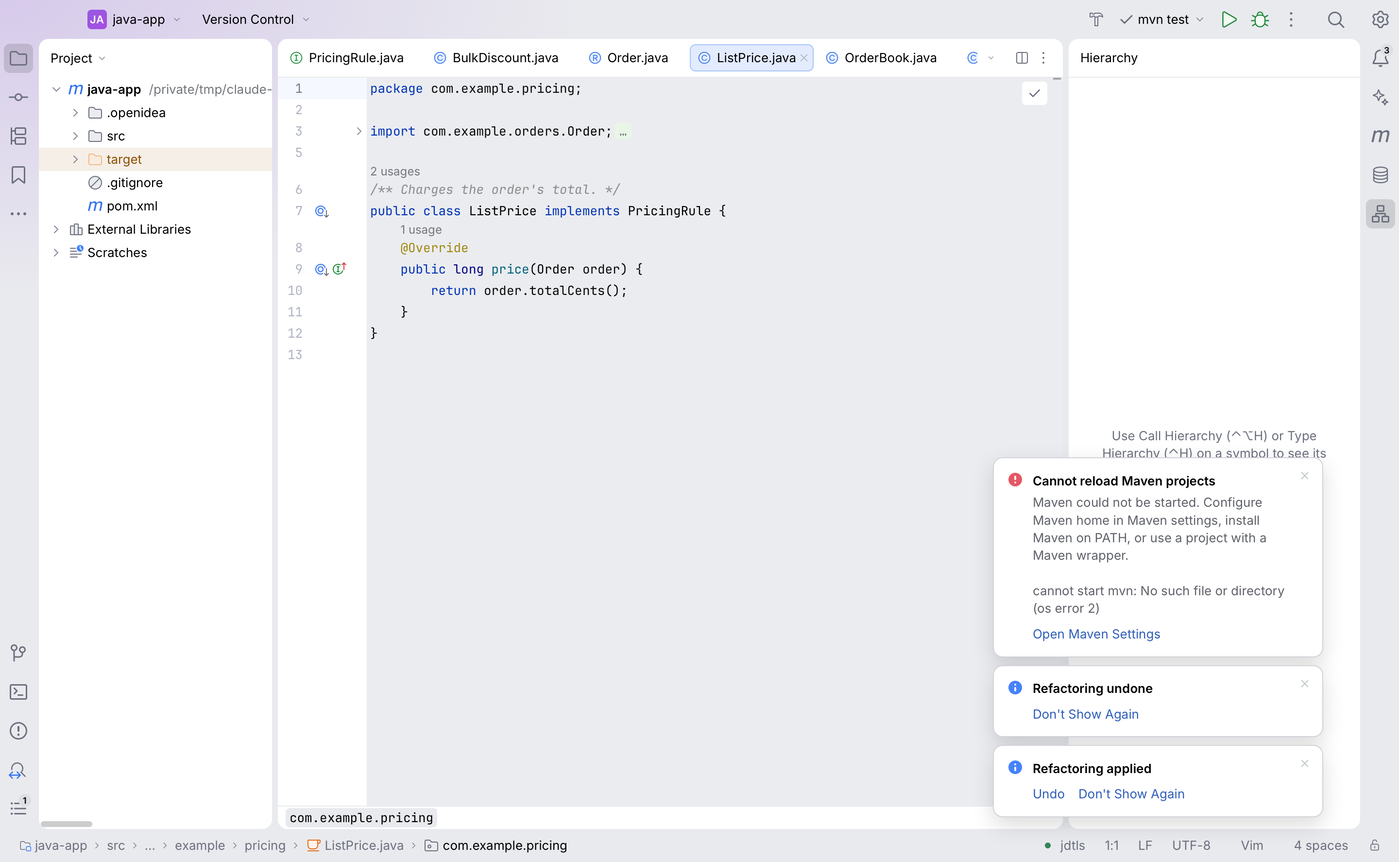 JA java-app
Version Control
mvn test
Project
PricingRule.java
BulkDiscount.java
Order.java
ListPrice.java
OrderBook.java
Hierarchy
3
java-app /private/tmp/claude-
.openidea
src
target
.gitignore
pom.xml
External Libraries
Scratches
1 package com.example.pricing;
2
3 import com.example.orders.Order; …
5
2 usages
6 /** Charges the order's total. */
7 public class ListPrice implements PricingRule {
1 usage
8 @Override
9 public long price(Order order) {
10 return order.totalCents();
11 }
12 }
13
Use Call Hierarchy (^⌥H) or Type
Hierarchy (^H) on a symbol to see its
Cannot reload Maven projects
Maven could not be started. Configure
Maven home in Maven settings, install
Maven on PATH, or use a project with a
Maven wrapper.
cannot start mvn: No such file or directory
(os error 2)
Open Maven Settings
Refactoring undone
Don't Show Again
Refactoring applied
Undo Don't Show Again
1
com.example.pricing
java-app › src › ... › example › pricing › ListPrice.java › com.example.pricing
jdtls 1:1 LF UTF-8 Vim 4 spaces